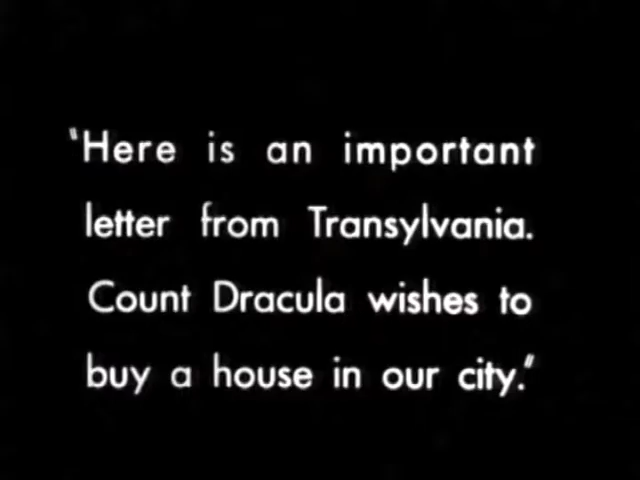 "Here is an important
letter from Transylvania.
Count Dracula wishes to
buy a house in our city."